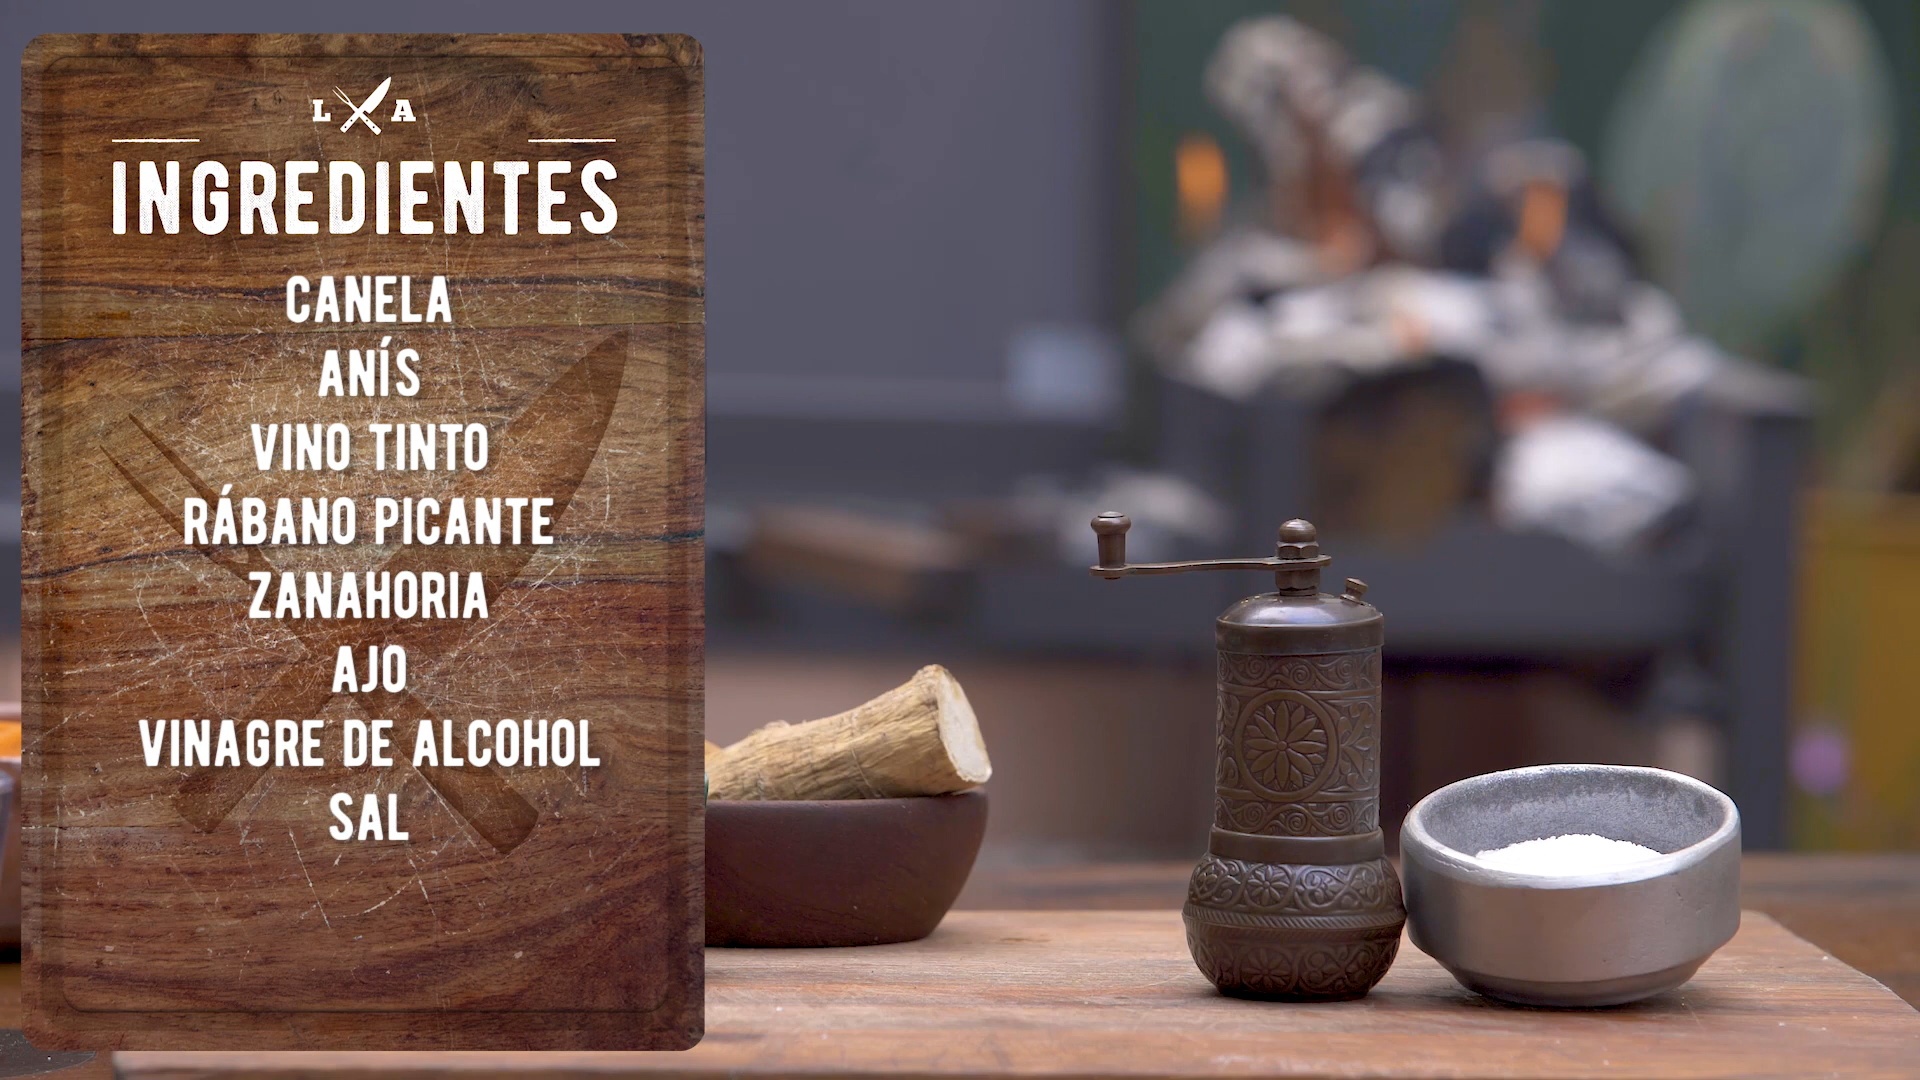 L A
INGREDIENTES
CANELA
ANÍS
VINO TINTO
RÁBANO PICANTE
ZANAHORIA
AJO
VINAGRE DE ALCOHOL
SAL